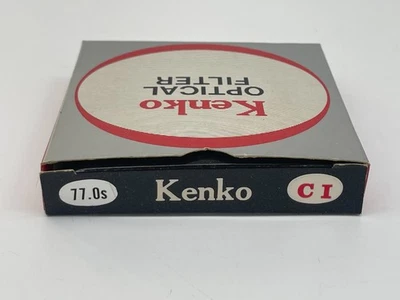 Kenko
OPTICAL
FILTER
77.0s Kenko C1